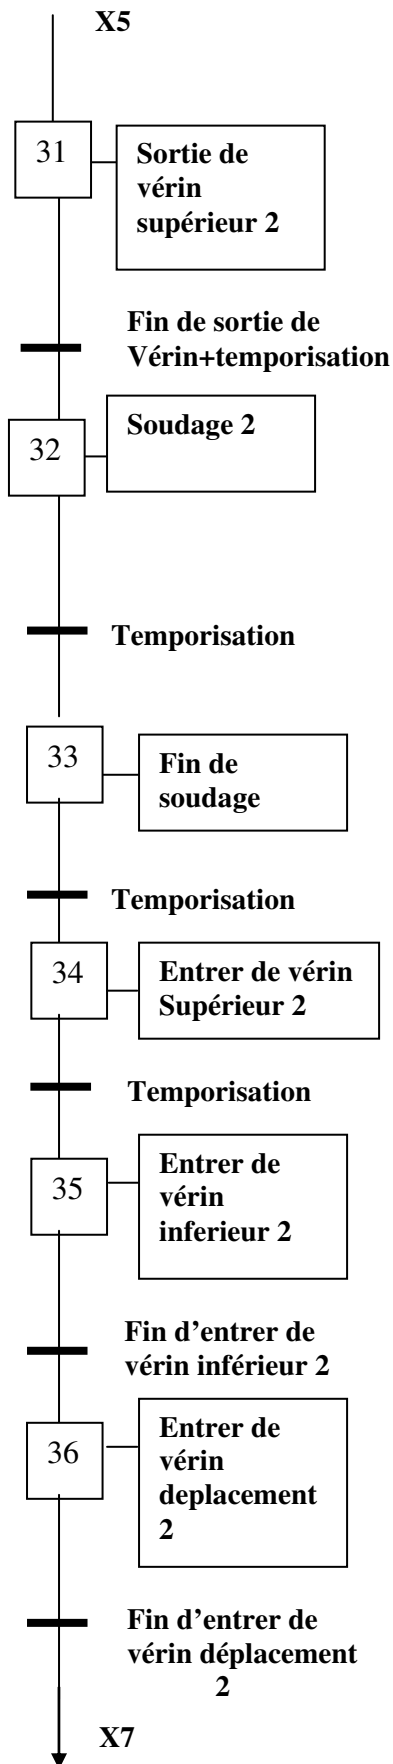 X5
31
Sortie de
vérin
supérieur 2
Fin de sortie de
Vérin+temporisation
32
Soudage 2
Temporisation
33
Fin de
soudage
Temporisation
34
Entrer de vérin
Supérieur 2
Temporisation
35
Entrer de
vérin
inferieur 2
Fin d'entrer de
vérin inférieur 2
36
Entrer de
vérin
deplacement
2
Fin d'entrer de
vérin déplacement
2
X7